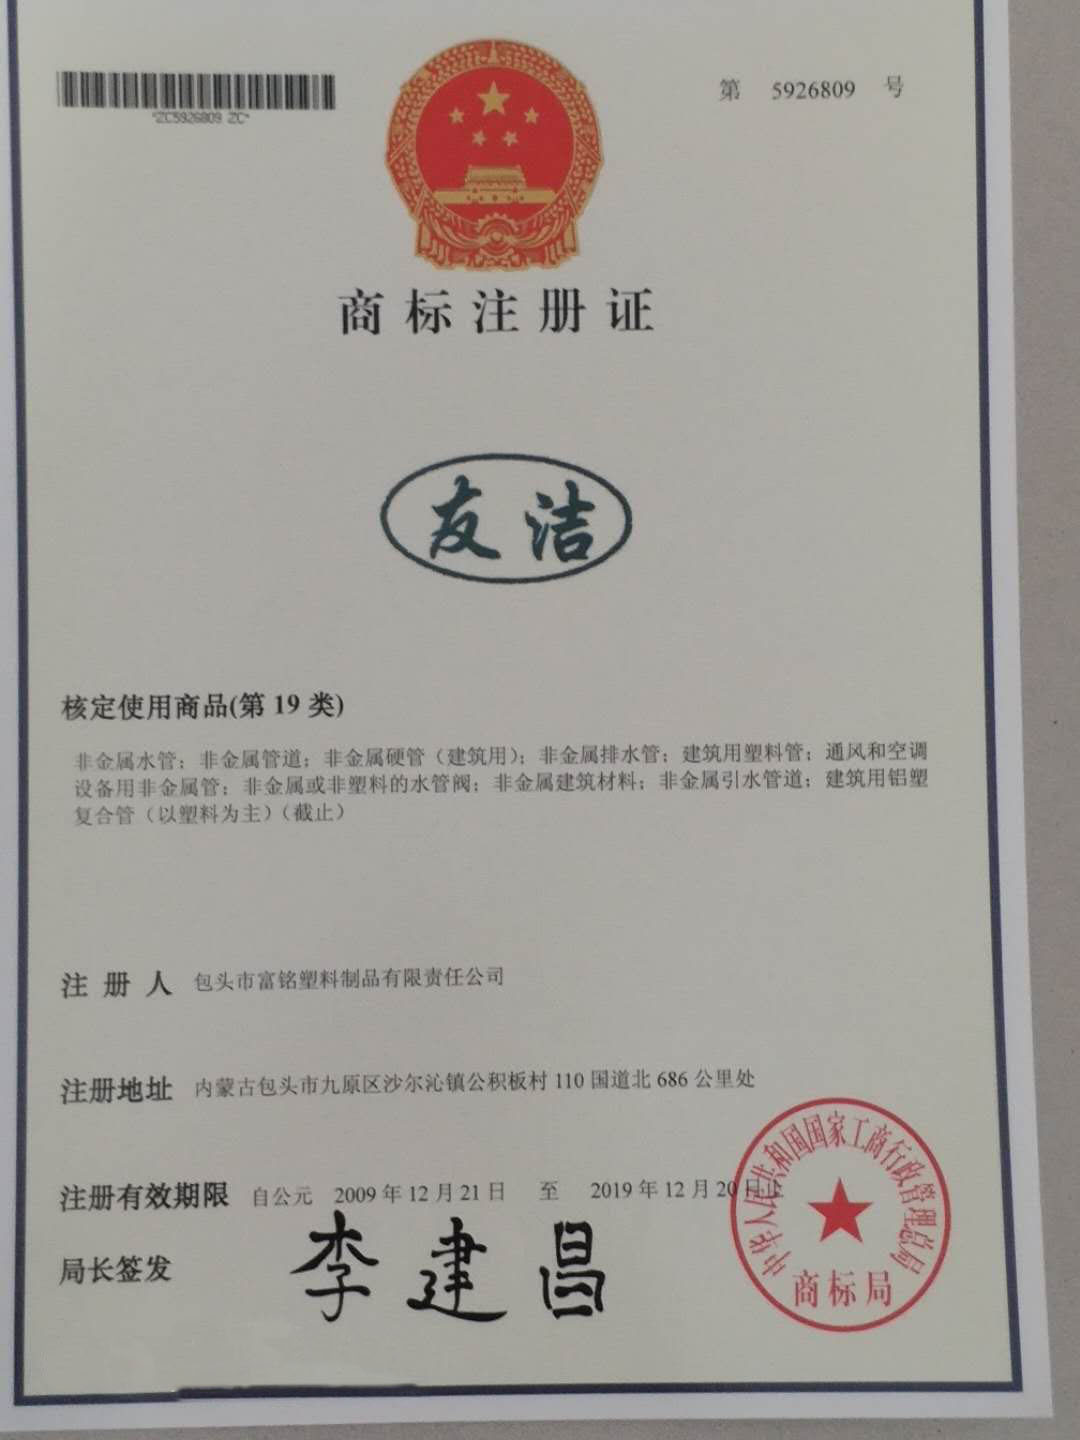 第 5926809 号
*ZC5926809 ZC*
商标注册证
友洁
核定使用商品(第 19 类)
非金属水管；非金属管道；非金属硬管（建筑用）；非金属排水管；建筑用塑料管；通风和空调
设备用非金属管；非金属或非塑料的水管阀；非金属建筑材料；非金属引水管道；建筑用铝塑
复合管（以塑料为主）（截止）
注 册 人 包头市富铭塑料制品有限责任公司
注册地址 内蒙古包头市九原区沙尔沁镇公积板村 110 国道北 686 公里处
注册有效期限 自公元 2009 年 12 月 21 日 至 2019 年 12 月 20 日止
局长签发 李建昌
中华人民共和国国家工商行政管理总局
商标局